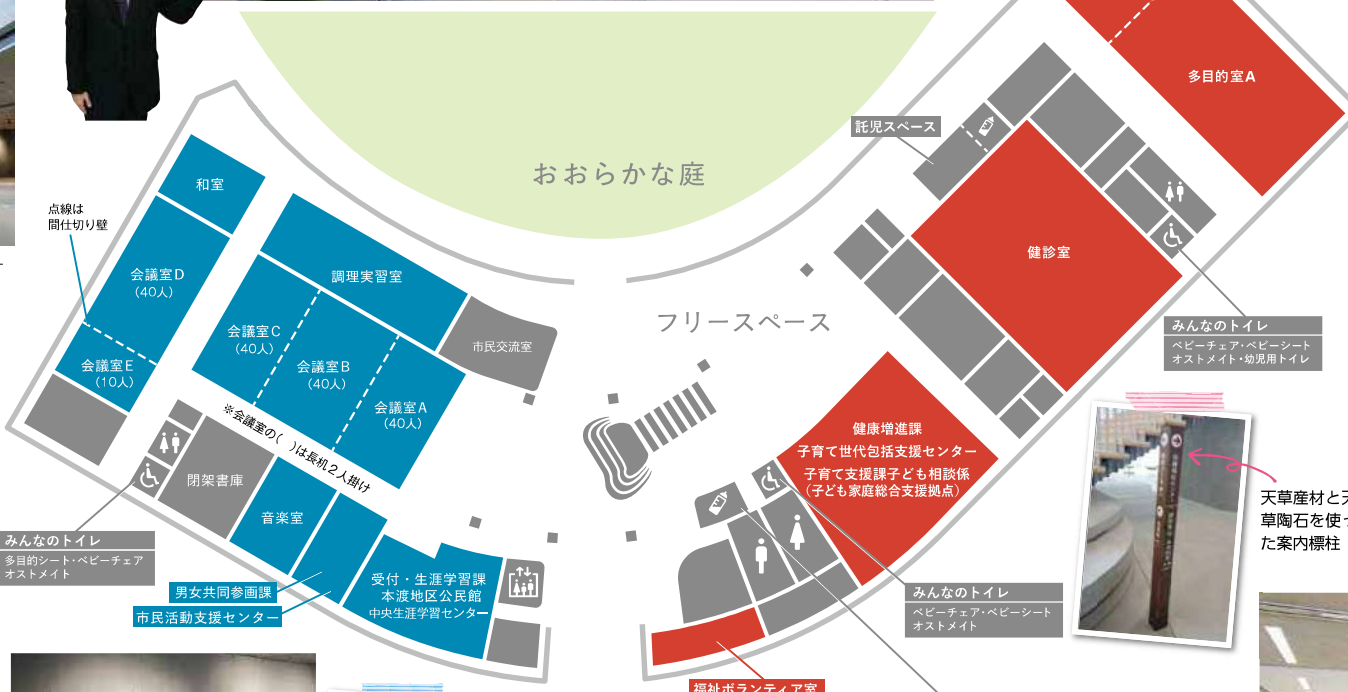 おおらかな庭
フリースペース
和室
点線は
間仕切り壁
会議室D
(40人)
会議室E
(10人)
調理実習室
会議室C
(40人)
会議室B
(40人)
会議室A
(40人)
市民交流室
※会議室の( )は長机2人掛け
閉架書庫
音楽室
みんなのトイレ
多目的シート・ベビーチェア
オストメイト
男女共同参画課
市民活動支援センター
受付・生涯学習課
本渡地区公民館
中央生涯学習センター
託児スペース
多目的室A
健診室
みんなのトイレ
ベビーチェア・ベビーシート
オストメイト・幼児用トイレ
健康増進課
子育て世代包括支援センター
子育て支援課子ども相談係
(子ども家庭総合支援拠点)
みんなのトイレ
ベビーチェア・ベビーシート
オストメイト
福祉ボランティア室
天草産材と天
草陶石を使っ
た案内標柱